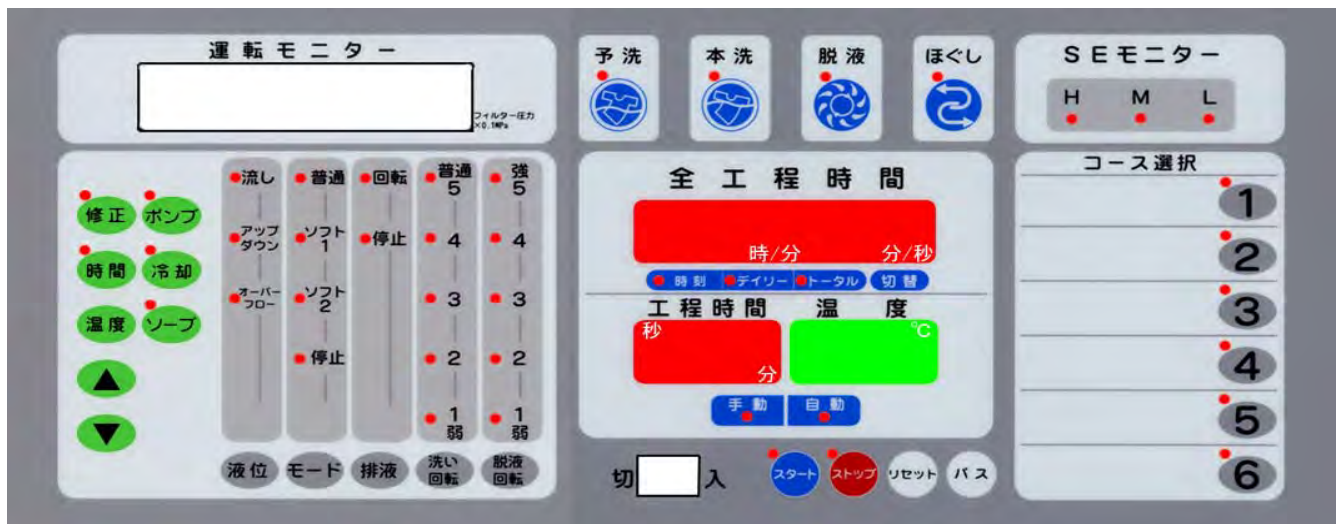 運転モニター
フィルター圧力
×0.1MPa
予洗
本洗
脱液
ほぐし
SEモニター
H M L
修正 ポンプ
時間 冷却
温度 ソープ
▲
▼
流し
アップ
ダウン
オーバー
フロー
液位
普通
ソフト
1
ソフト
2
停止
モード
回転
停止
排液
普通
5
4
3
2
1
弱
洗い
回転
強
5
4
3
2
1
弱
脱液
回転
全工程時間
時/分 分/秒
時刻 デイリー トータル 切替
工程時間 温度
秒
分
℃
手動 自動
切 入
スタート ストップ リセット パス
コース選択
1
2
3
4
5
6